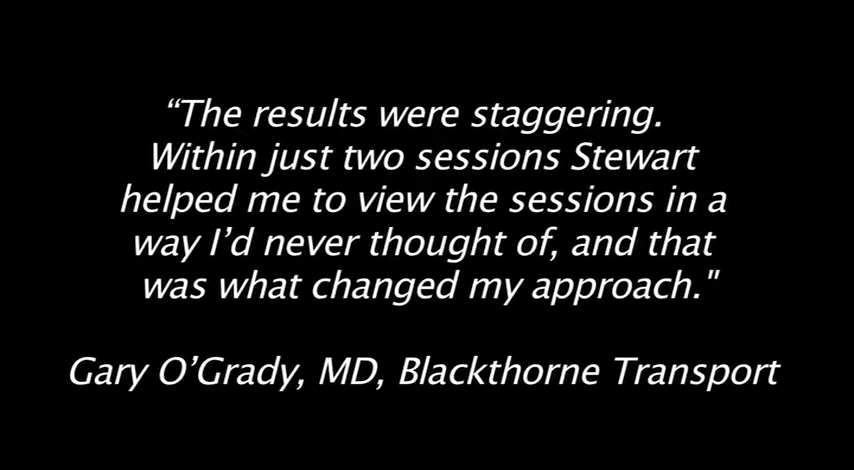 “The results were staggering.
Within just two sessions Stewart
helped me to view the sessions in a
way I’d never thought of, and that
was what changed my approach."
Gary O’Grady, MD, Blackthorne Transport